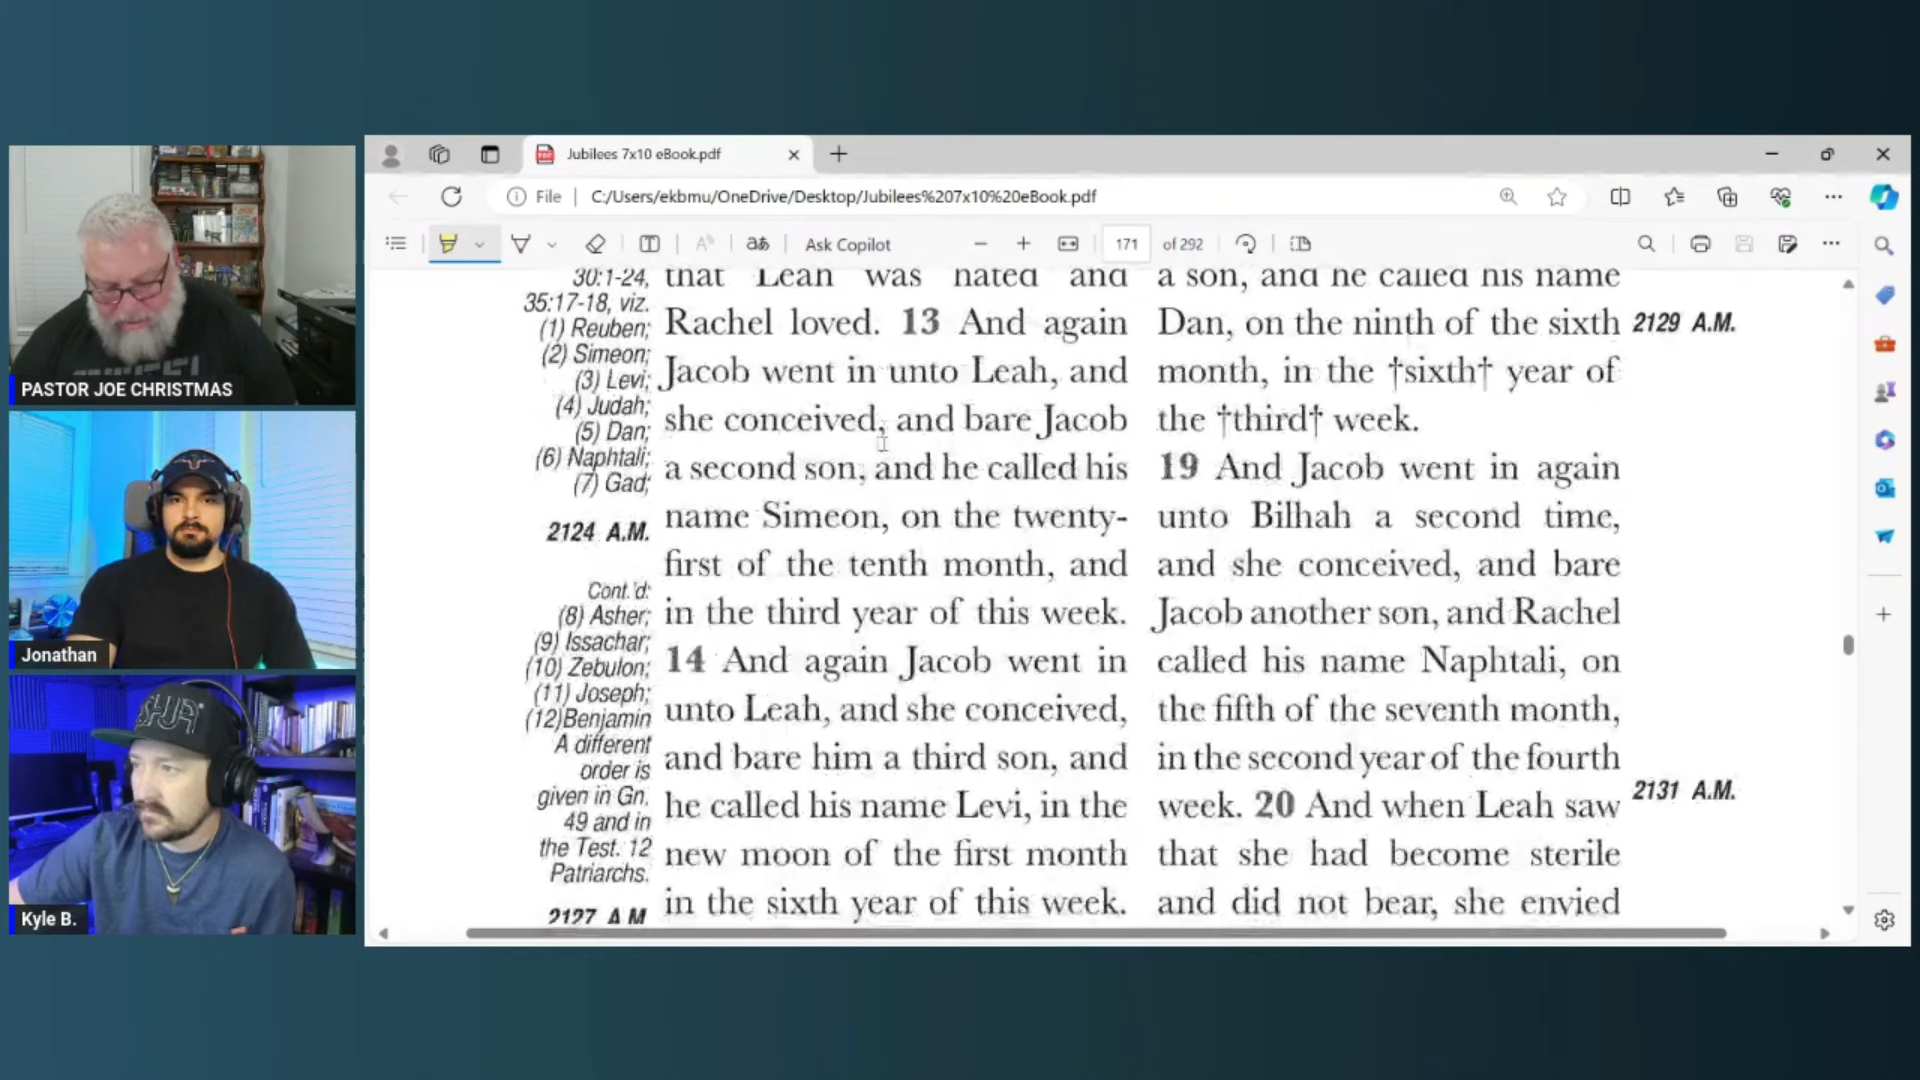 Jubilees 7x10 eBook.pdf
File
C:/Users/ekbmu/OneDrive/Desktop/Jubilees%207x10%20eBook.pdf
Ask Copilot
171
of 292
30:1-24,
35:17-18, viz.
(1) Reuben;
(2) Simeon;
(3) Levi;
(4) Judah;
(5) Dan;
(6) Naphtali;
(7) Gad;
2124 A.M.
Cont.'d:
(8) Asher;
(9) Issachar;
(10) Zebulon;
(11) Joseph;
(12)Benjamin
A different
order is
given in Gn.
49 and in
the Test. 12
Patriarchs.
2127 A M
that Leah was hated and
Rachel loved. 13 And again
Jacob went in unto Leah, and
she conceived, and bare Jacob
a second son, and he called his
name Simeon, on the twenty-
first of the tenth month, and
in the third year of this week.
14 And again Jacob went in
unto Leah, and she conceived,
and bare him a third son, and
he called his name Levi, in the
new moon of the first month
in the sixth year of this week.
a son, and he called his name
Dan, on the ninth of the sixth
month, in the †sixth† year of
the †third† week.
19 And Jacob went in again
unto Bilhah a second time,
and she conceived, and bare
Jacob another son, and Rachel
called his name Naphtali, on
the fifth of the seventh month,
in the second year of the fourth
week. 20 And when Leah saw
that she had become sterile
and did not bear, she envied
2129 A.M.
2131 A.M.
PASTOR JOE CHRISTMAS
Jonathan
Kyle B.